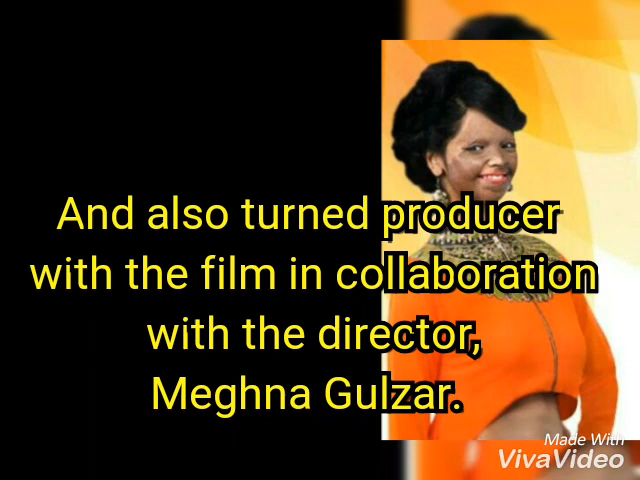 And also turned producer
with the film in collaboration
with the director,
Meghna Gulzar.
Made With
VivaVideo